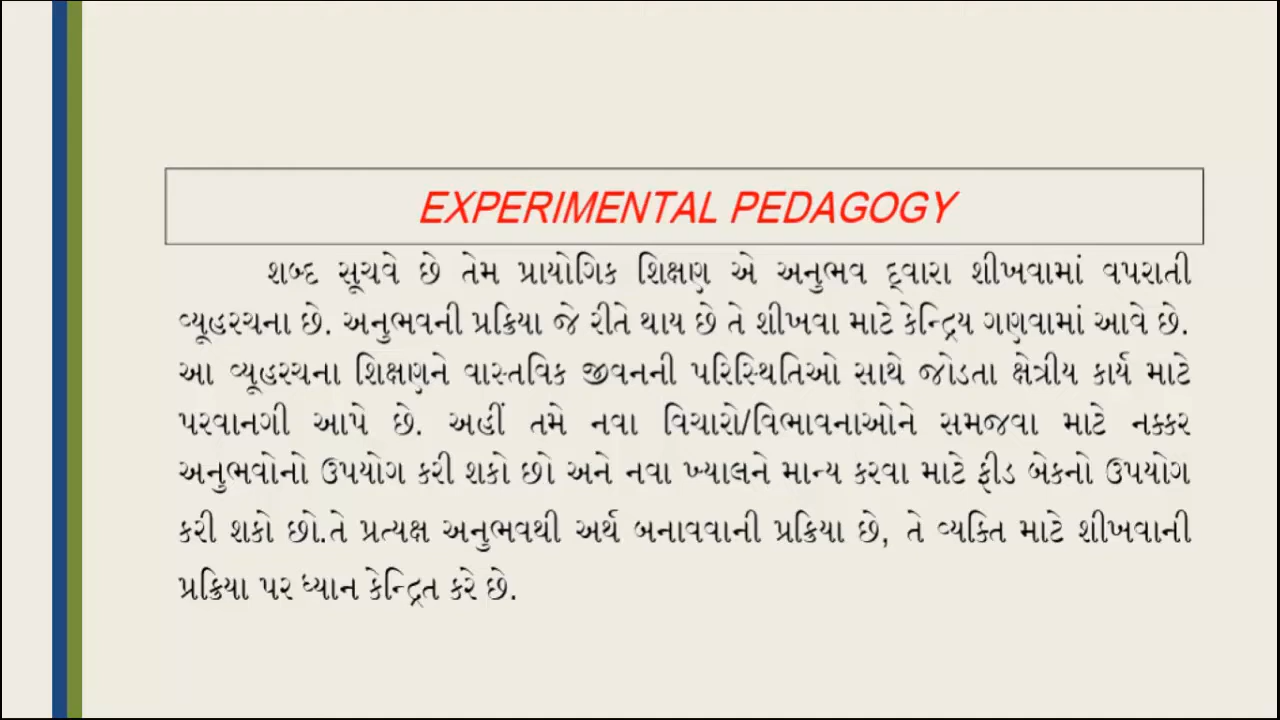 EXPERIMENTAL PEDAGOGY
શબ્દ સૂચવે છે તેમ પ્રાયોગિક શિક્ષણ એ અનુભવ દ્વારા શીખવામાં વપરાતી
વ્યૂહરચના છે. અનુભવની પ્રક્રિયા જે રીતે થાય છે તે શીખવા માટે કેન્દ્રિય ગણવામાં આવે છે.
આ વ્યૂહરચના શિક્ષણને વાસ્તવિક જીવનની પરિસ્થિતિઓ સાથે જોડતા ક્ષેત્રીય કાર્ય માટે
પરવાનગી આપે છે. અહીં તમે નવા વિચારો/વિભાવનાઓને સમજવા માટે નક્કર
અનુભવોનો ઉપયોગ કરી શકો છો અને નવા ખ્યાલને માન્ય કરવા માટે ફીડ બેકનો ઉપયોગ
કરી શકો છો.તે પ્રત્યક્ષ અનુભવથી અર્થ બનાવવાની પ્રક્રિયા છે, તે વ્યક્તિ માટે શીખવાની
પ્રક્રિયા પર ધ્યાન કેન્દ્રિત કરે છે.